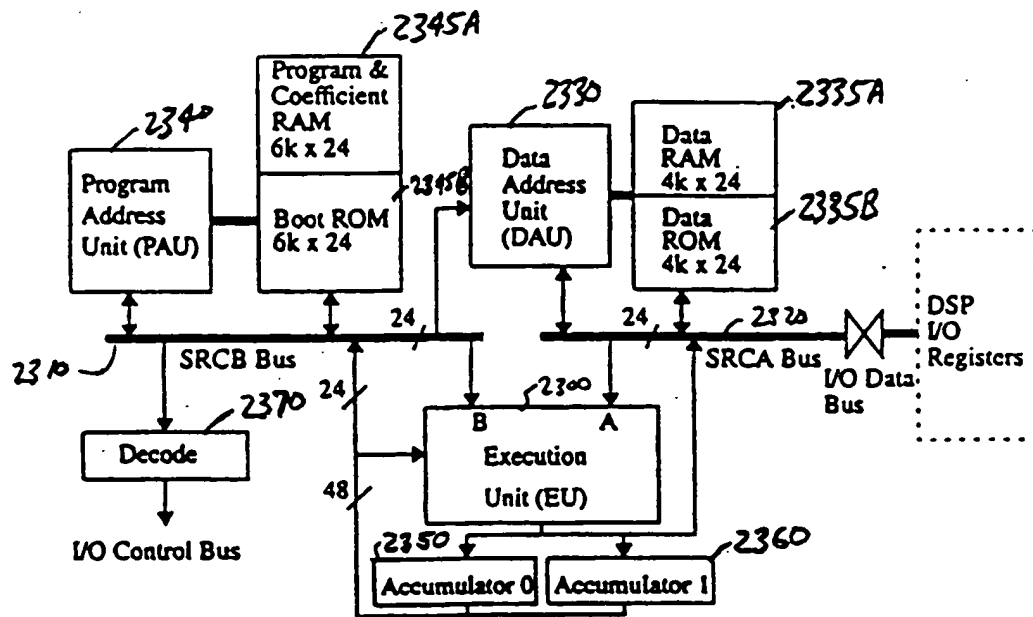 2345A
Program &
Coefficient
RAM
6k x 24
2340
Program
Address
Unit (PAU)
2345B
Boot ROM
6k x 24
2330
Data
Address
Unit
(DAU)
2335A
Data
RAM
4k x 24
2335B
Data
ROM
4k x 24
DSP
I/O
Registers
24
24
2320
2310
SRCB Bus
SRCA Bus
I/O Data
Bus
2370
24
2300
B
A
Decode
Execution
Unit (EU)
48
I/O Control Bus
2350
2360
Accumulator 0
Accumulator 1